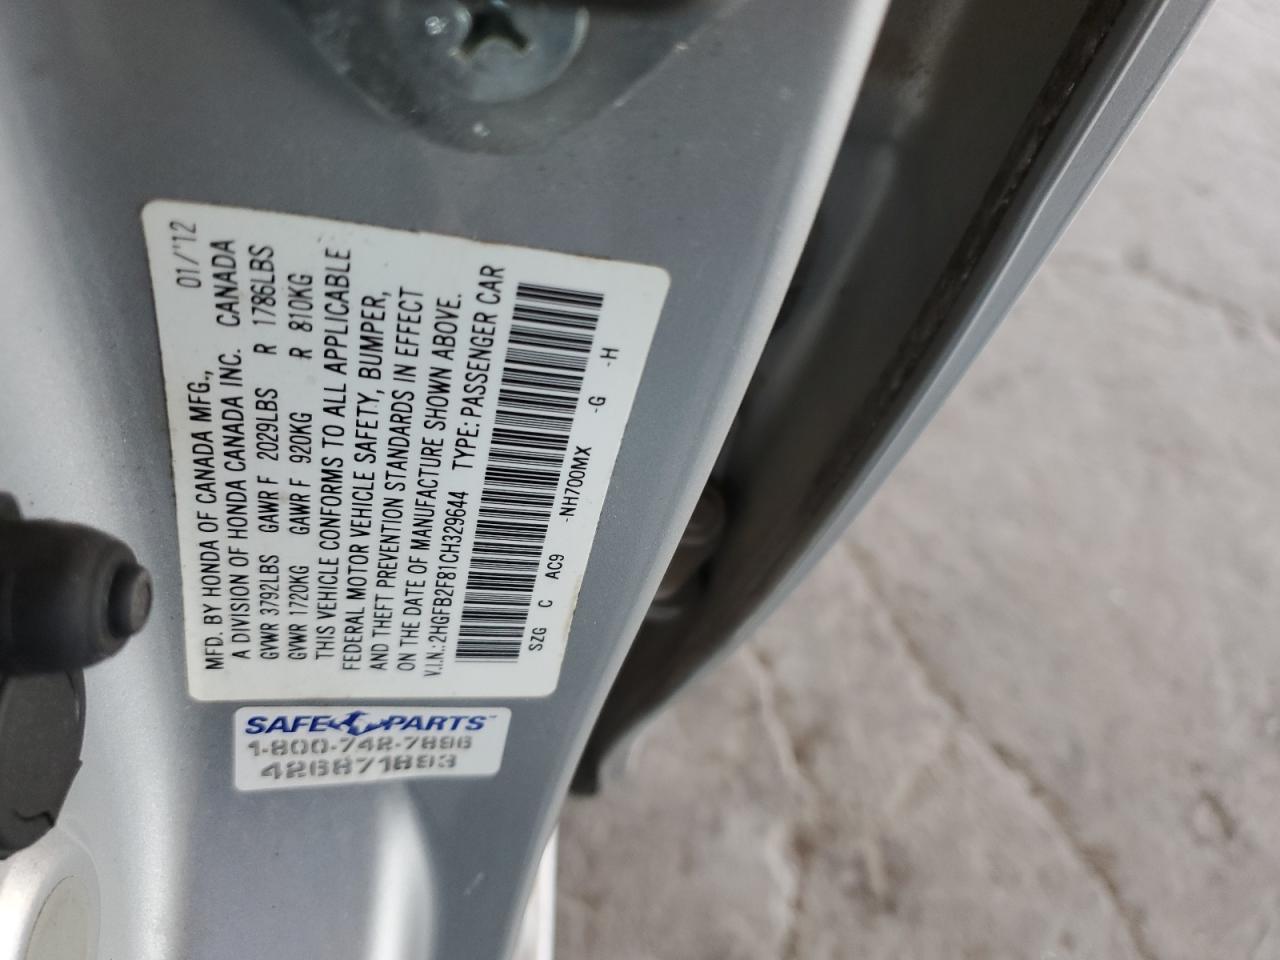 MFD. BY HONDA OF CANADA MFG., 01/'12
A DIVISION OF HONDA CANADA INC. CANADA
GVWR 3792LBS GAWR F 2029LBS R 1786LBS
GVWR 1720KG GAWR F 920KG R 810KG
THIS VEHICLE CONFORMS TO ALL APPLICABLE
FEDERAL MOTOR VEHICLE SAFETY, BUMPER,
AND THEFT PREVENTION STANDARDS IN EFFECT
ON THE DATE OF MANUFACTURE SHOWN ABOVE.
V.I.N.:2HGFB2F81CH329644 TYPE: PASSENGER CAR
SZG C AC9 -NH700MX -G -H
SAFE PARTS™
1-800-742-7896
426871893